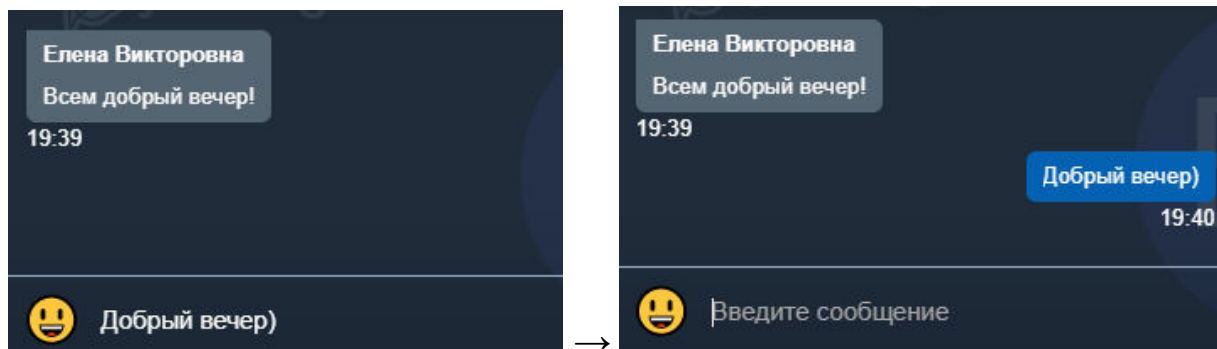 Елена Викторовна
Всем добрый вечер!
19:39
Добрый вечер)
→
Елена Викторовна
Всем добрый вечер!
19:39
Добрый вечер)
19:40
Введите сообщение